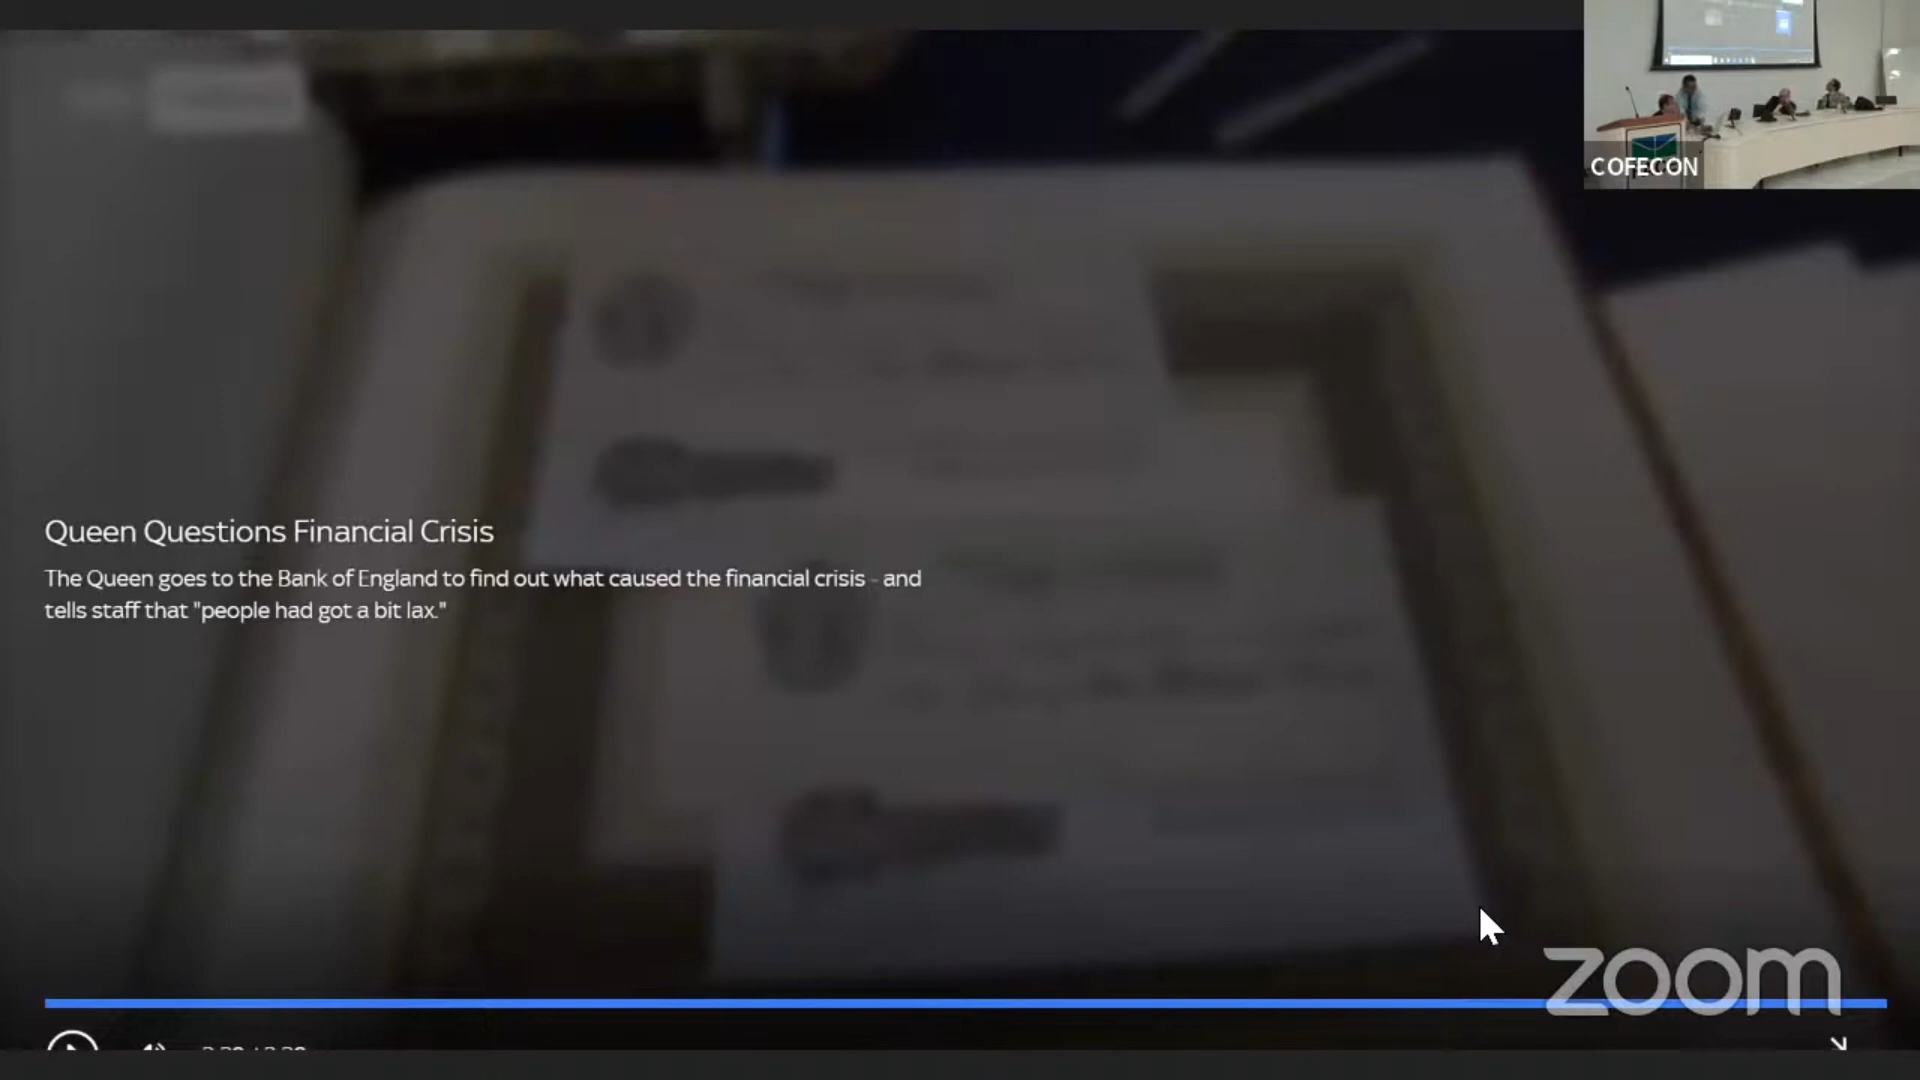 COFECON
Queen Questions Financial Crisis
The Queen goes to the Bank of England to find out what caused the financial crisis - and
tells staff that "people had got a bit lax."
zoom